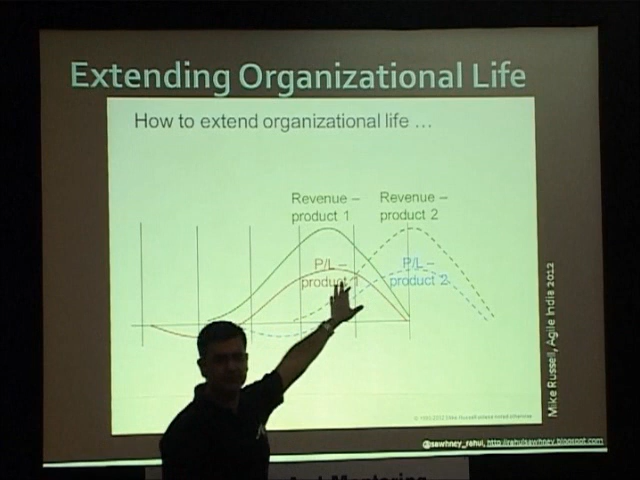 Extending Organizational Life
How to extend organizational life ...
Revenue –
product 1
Revenue –
product 2
P/L –
product 1
P/L –
product 2
Mike Russell, Agile India 2012
@sawhney_rahul, http://rahulsawhney.blogspot.com